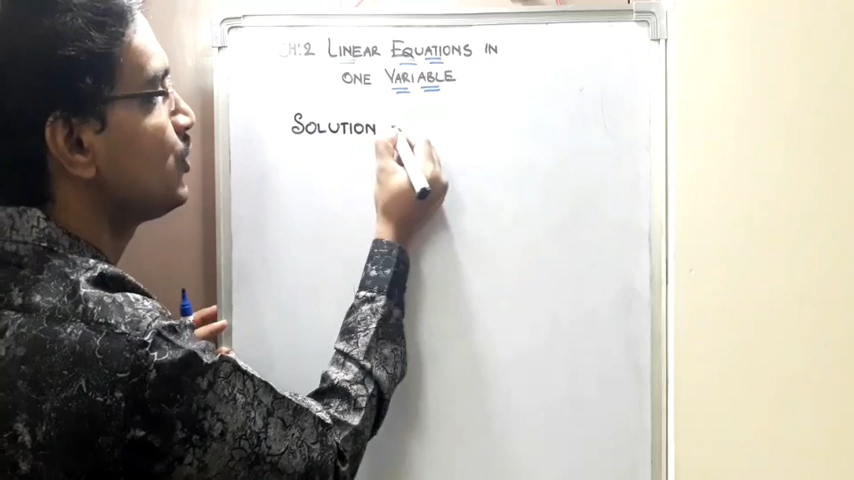 CH:2 LINEAR EQUATIONS IN
ONE VARIABLE
SOLUTION